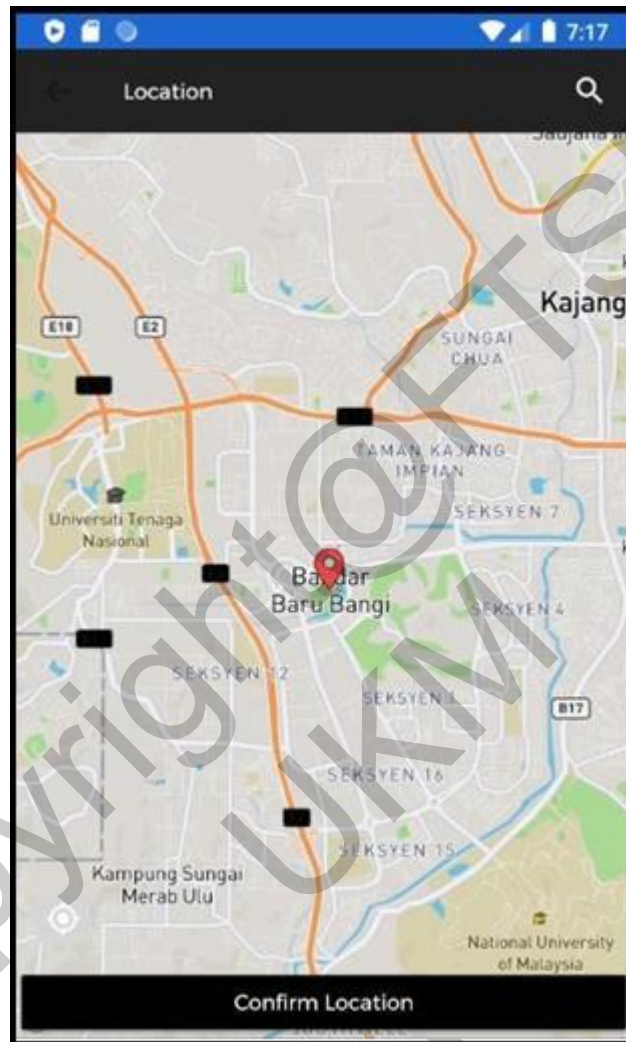 7:17
Location
Kajang
E18
E2
SUNGAI
CHUA
TAMAN KAJANG
IMPIAN
Universiti Tenaga
Nasional
SEKSYEN 7
Bandar
Baru Bangi
SEKSYEN 4
SEKSYEN 12
SEKSYEN 1
B17
SEKSYEN 16
SEKSYEN 15
Kampung Sungai
Merab Ulu
National University
of Malaysia
Confirm Location
pyright@FTS
UKM